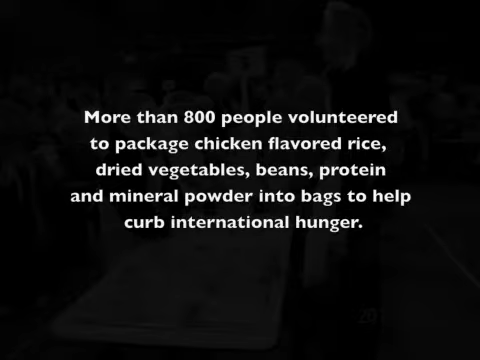 More than 800 people volunteered
to package chicken flavored rice,
dried vegetables, beans, protein
and mineral powder into bags to help
curb international hunger.